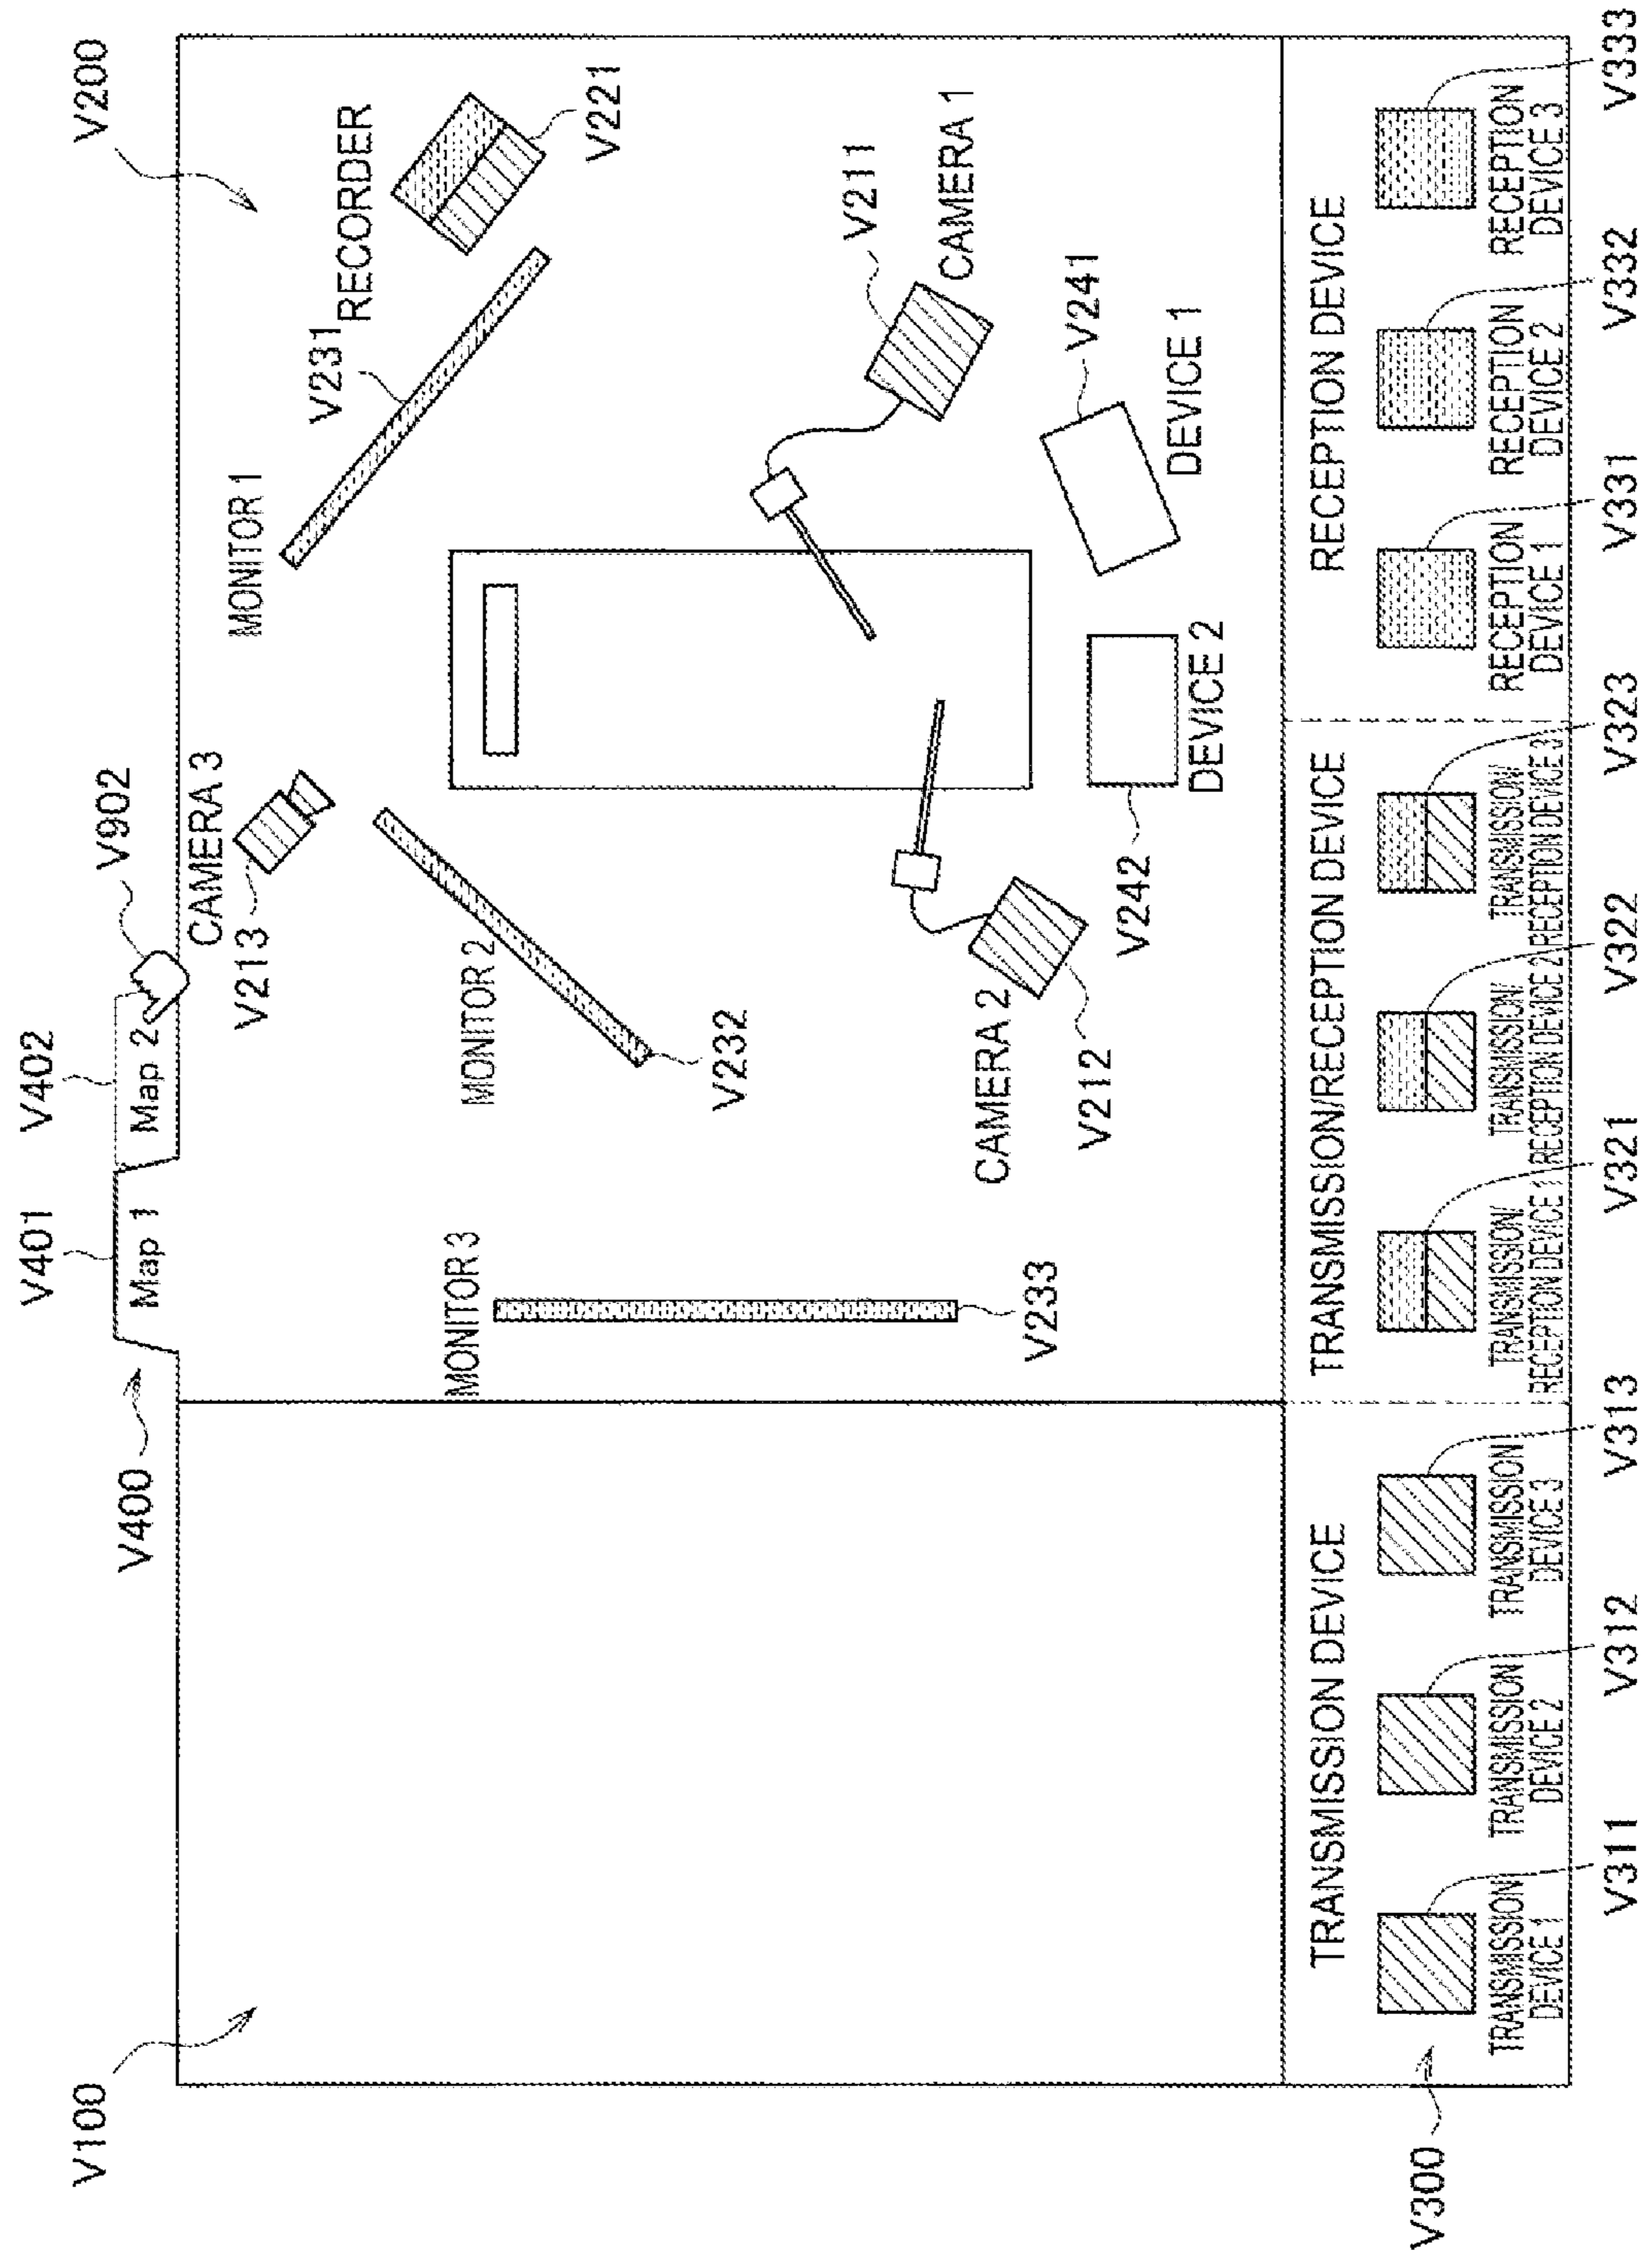 V100
V400
V401
V402
V902
V200
Map 1
Map 2
CAMERA 3
V213
MONITOR 1
V231
RECORDER
V221
MONITOR 3
MONITOR 2
V232
V233
V211
CAMERA 1
CAMERA 2
V212
V242
V241
DEVICE 2
DEVICE 1
TRANSMISSION DEVICE
TRANSMISSION/RECEPTION DEVICE
RECEPTION DEVICE
V300
TRANSMISSION
DEVICE 1
TRANSMISSION
DEVICE 2
TRANSMISSION
DEVICE 3
TRANSMISSION/
RECEPTION DEVICE 1
TRANSMISSION/
RECEPTION DEVICE 2
TRANSMISSION/
RECEPTION DEVICE 3
RECEPTION
DEVICE 1
RECEPTION
DEVICE 2
RECEPTION
DEVICE 3
V311
V312
V313
V321
V322
V323
V331
V332
V333